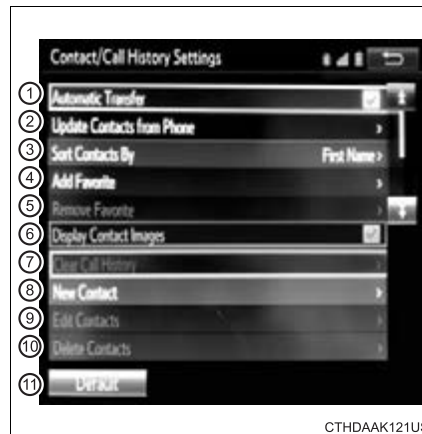 Contact/Call History Settings
① Automatic Transfer
② Update Contacts from Phone
③ Sort Contacts By First Name
④ Add Favorite
⑤ Remove Favorite
⑥ Display Contact Images
⑦ Clear Call History
⑧ New Contact
⑨ Edit Contacts
⑩ Delete Contacts
⑪ Default
CTHDAAK121US